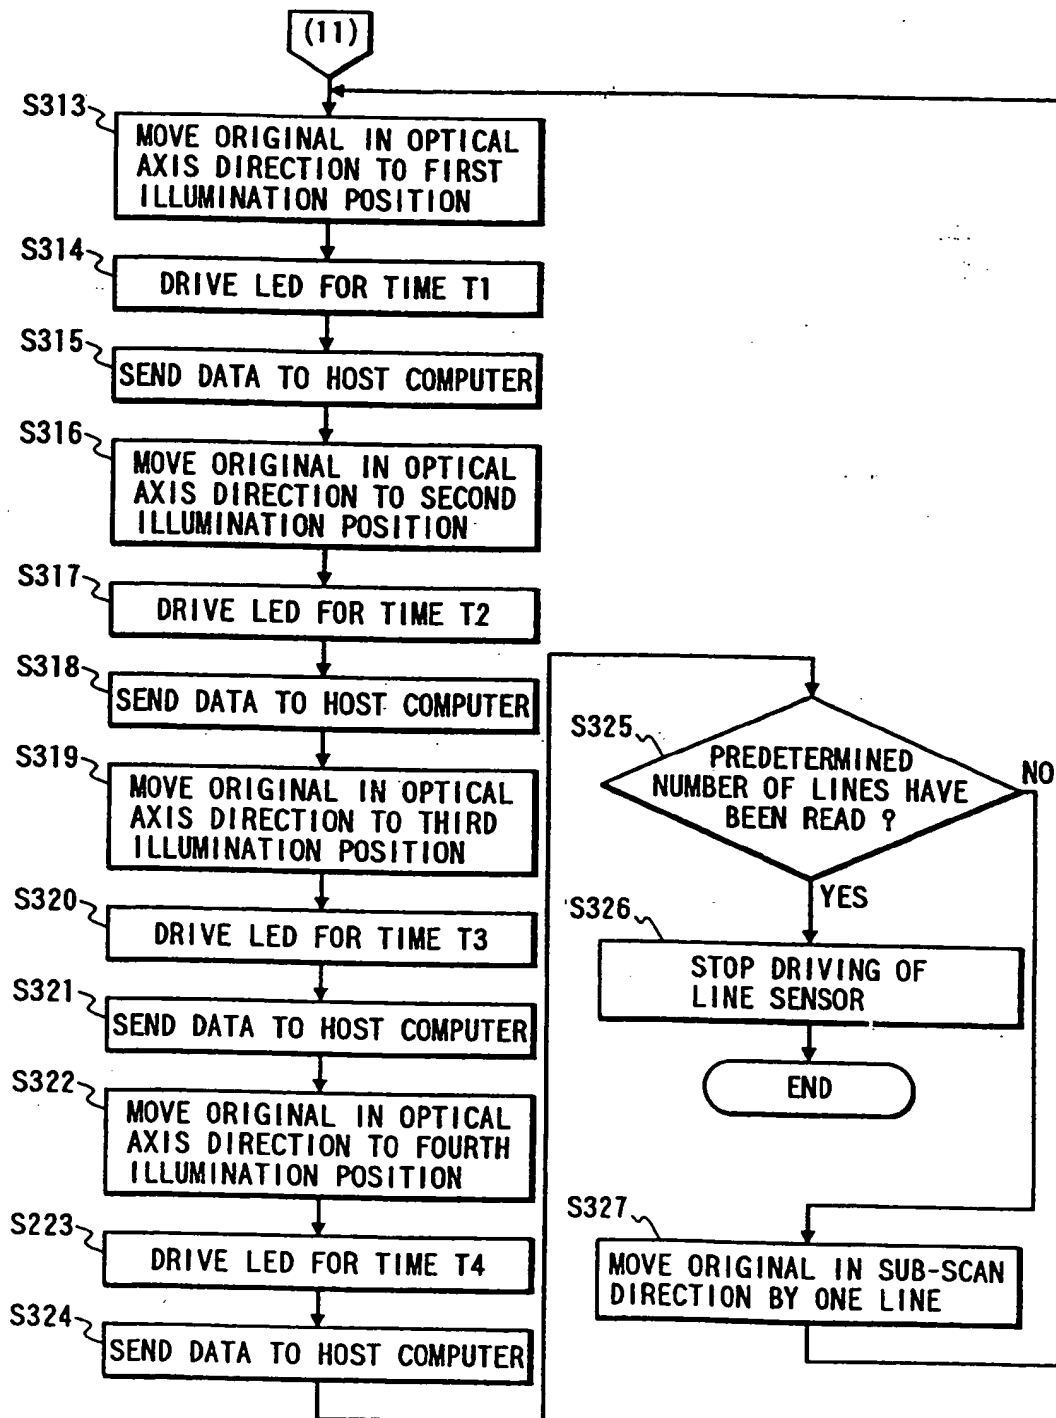 (11)
S313
MOVE ORIGINAL IN OPTICAL
AXIS DIRECTION TO FIRST
ILLUMINATION POSITION
S314
DRIVE LED FOR TIME T1
S315
SEND DATA TO HOST COMPUTER
S316
MOVE ORIGINAL IN OPTICAL
AXIS DIRECTION TO SECOND
ILLUMINATION POSITION
S317
DRIVE LED FOR TIME T2
S318
SEND DATA TO HOST COMPUTER
S319
MOVE ORIGINAL IN OPTICAL
AXIS DIRECTION TO THIRD
ILLUMINATION POSITION
S320
DRIVE LED FOR TIME T3
S321
SEND DATA TO HOST COMPUTER
S322
MOVE ORIGINAL IN OPTICAL
AXIS DIRECTION TO FOURTH
ILLUMINATION POSITION
S223
DRIVE LED FOR TIME T4
S324
SEND DATA TO HOST COMPUTER
S325
PREDETERMINED
NUMBER OF LINES HAVE
BEEN READ ?
NO
YES
S326
STOP DRIVING OF
LINE SENSOR
END
S327
MOVE ORIGINAL IN SUB-SCAN
DIRECTION BY ONE LINE